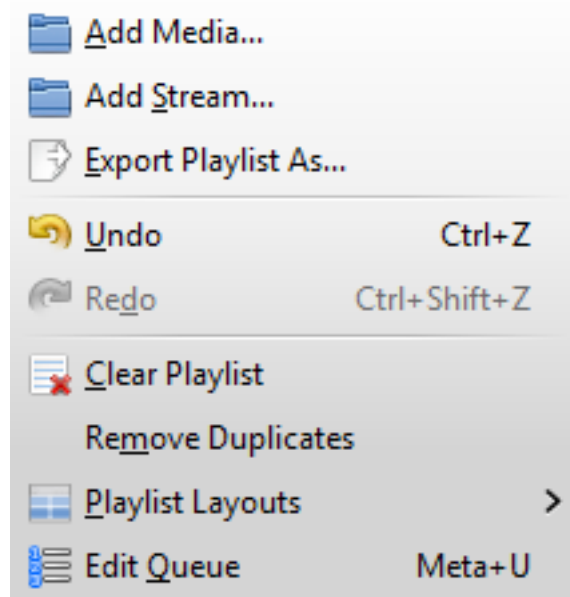 Add Media...
Add Stream...
Export Playlist As...
Undo Ctrl+Z
Redo Ctrl+Shift+Z
Clear Playlist
Remove Duplicates
Playlist Layouts
Edit Queue Meta+U